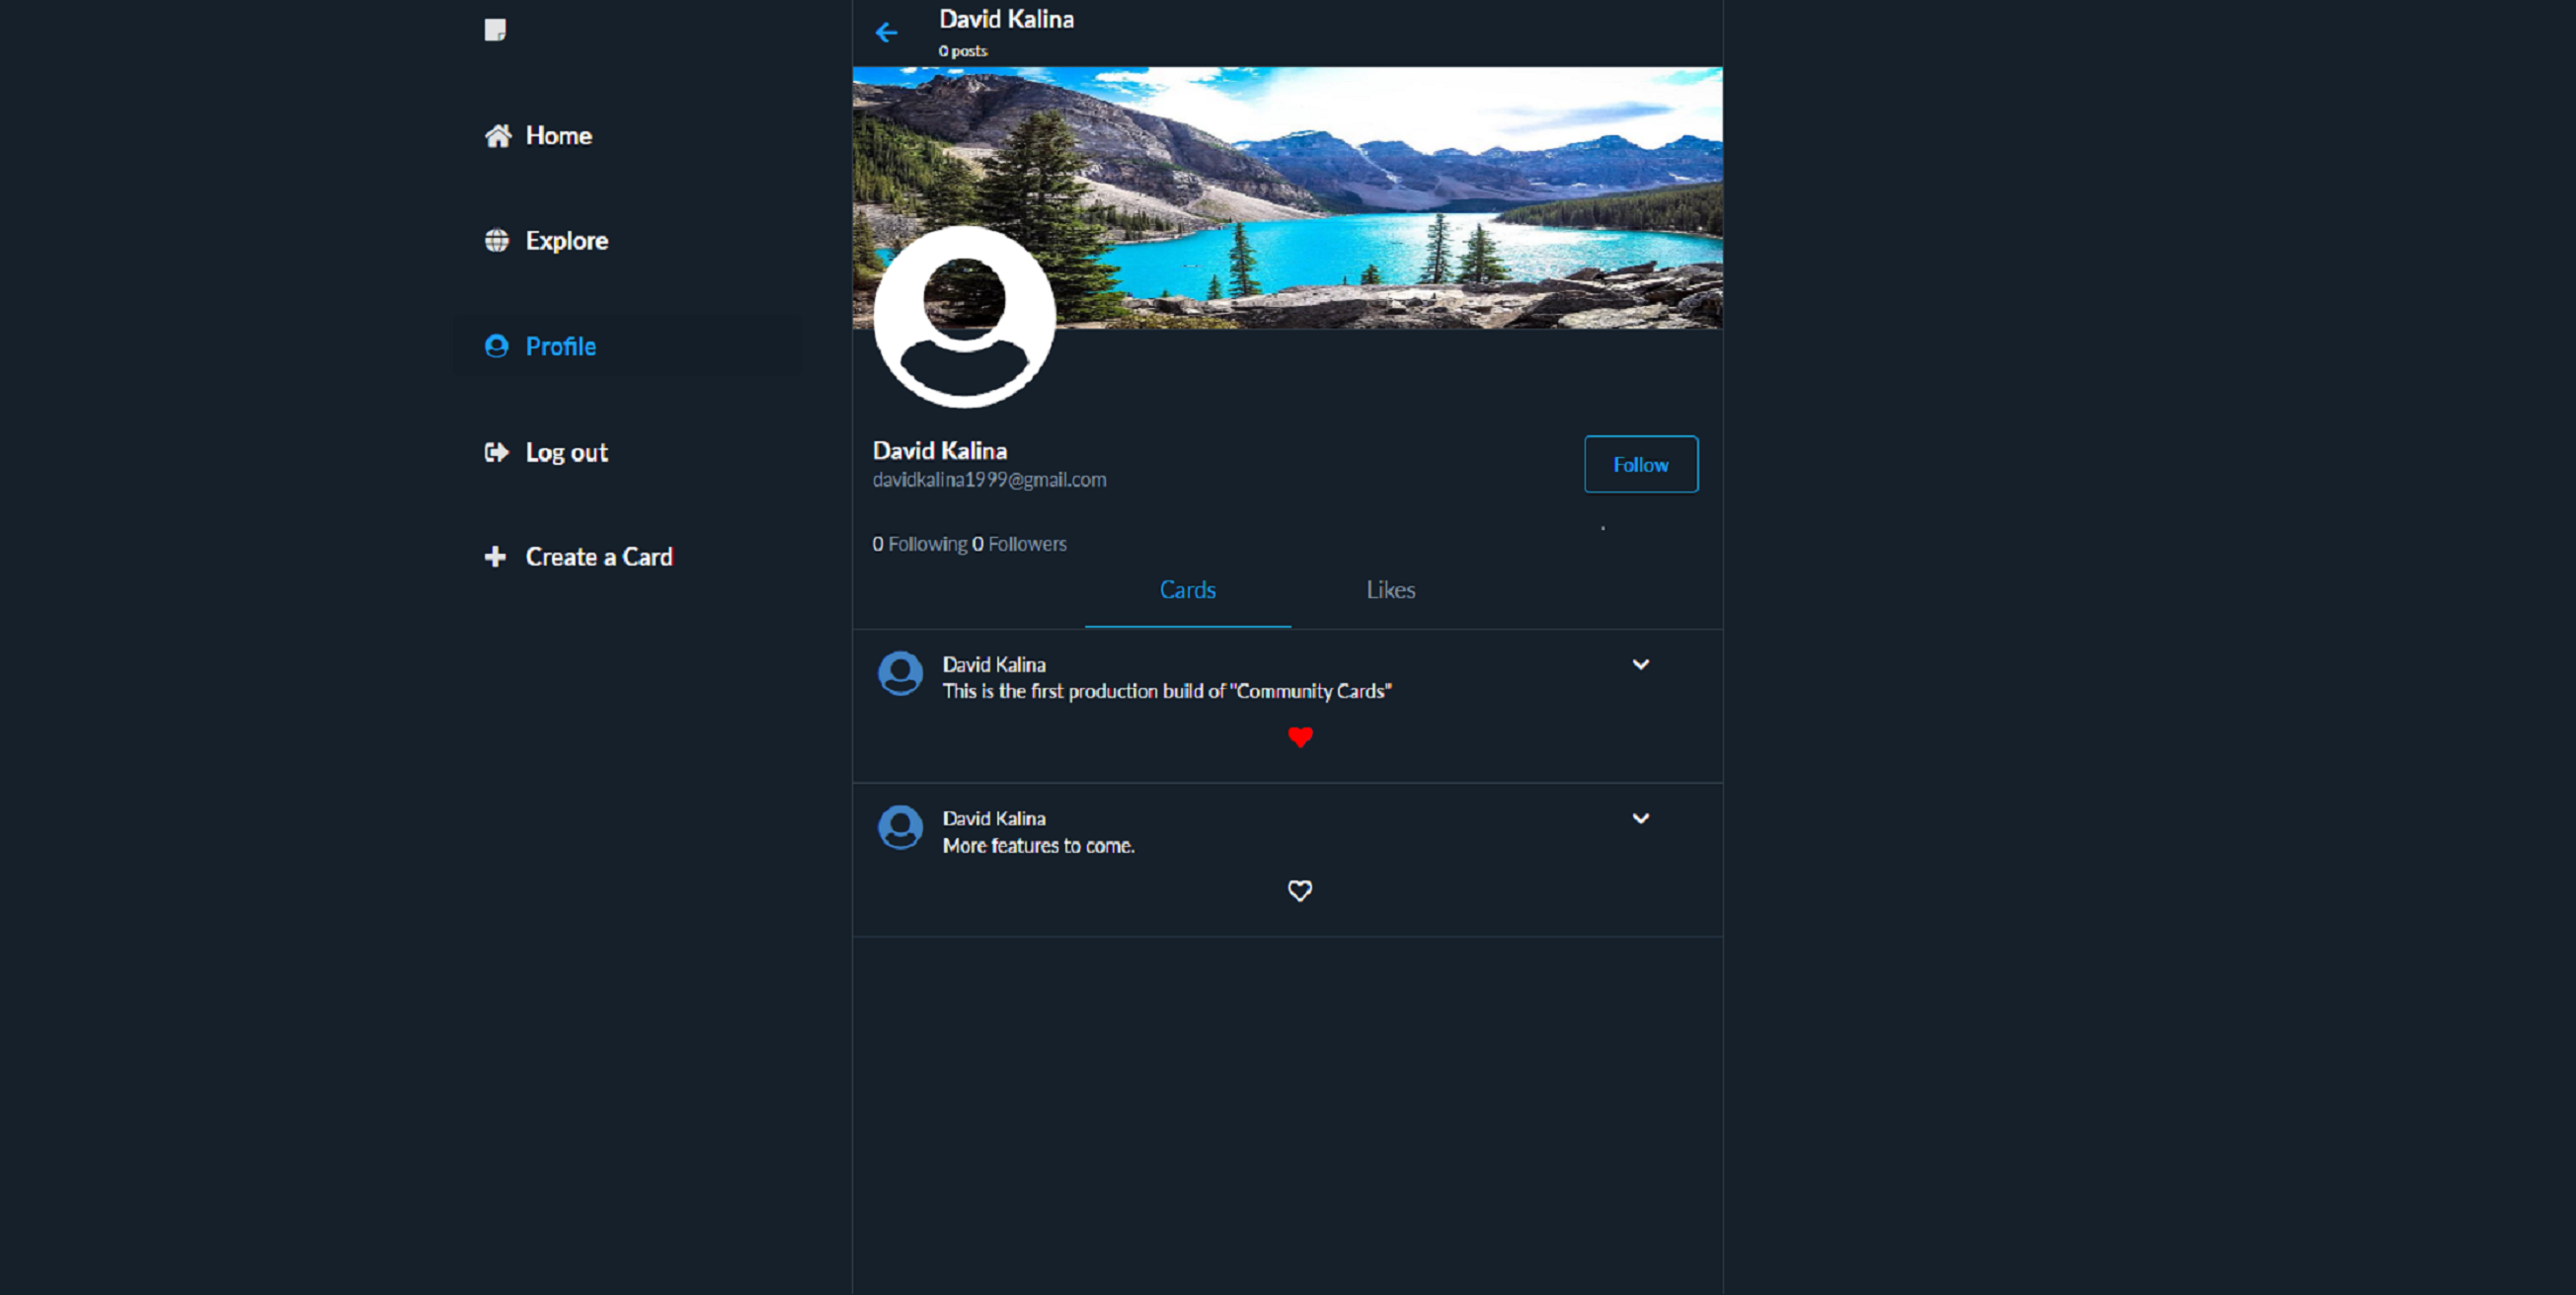 Home
Explore
Profile
Log out
Create a Card
David Kalina
0 posts
David Kalina
davidkalina1999@gmail.com
Follow
0 Following 0 Followers
Cards Likes
David Kalina
This is the first production build of "Community Cards"
David Kalina
More features to come.